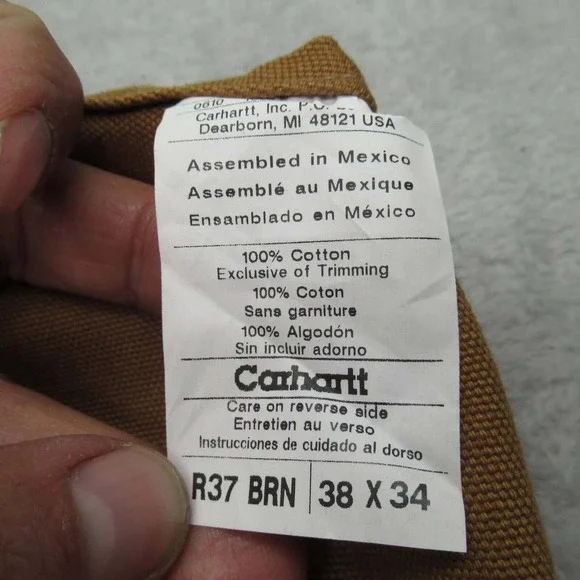 0610
Carhartt, Inc. P.O.
Dearborn, MI 48121 USA
Assembled in Mexico
Assemblé au Mexique
Ensamblado en México
100% Cotton
Exclusive of Trimming
100% Coton
Sans garniture
100% Algodón
Sin incluir adorno
Carhartt
Care on reverse side
Entretien au verso
Instrucciones de cuidado al dorso
R37 BRN 38 X 34